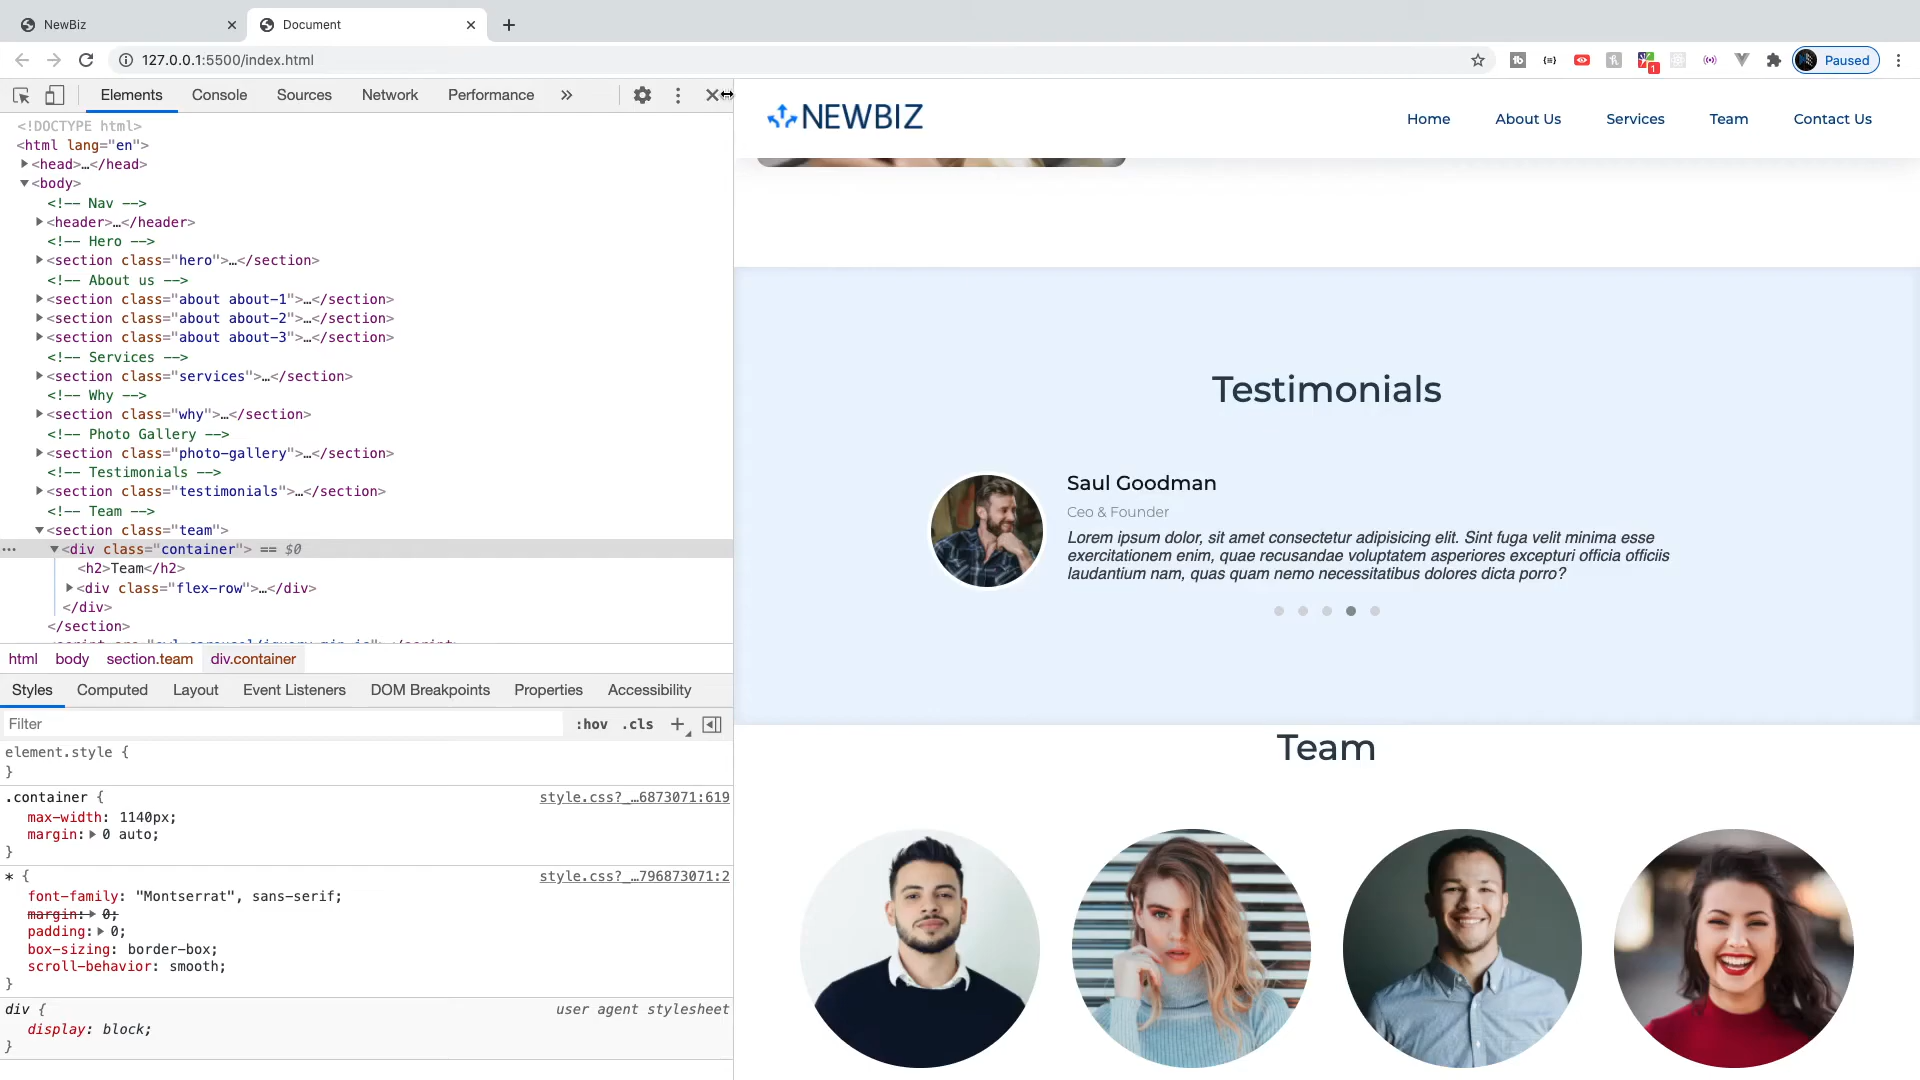 NewBiz
Document
127.0.0.1:5500/index.html
1
Paused
Elements
Console
Sources
Network
Performance
<!DOCTYPE html>
<html lang="en">
<head>…</head>
<body>
<!-- Nav -->
<header>…</header>
<!-- Hero -->
<section class="hero">…</section>
<!-- About us -->
<section class="about about-1">…</section>
<section class="about about-2">…</section>
<section class="about about-3">…</section>
<!-- Services -->
<section class="services">…</section>
<!-- Why -->
<section class="why">…</section>
<!-- Photo Gallery -->
<section class="photo-gallery">…</section>
<!-- Testimonials -->
<section class="testimonials">…</section>
<!-- Team -->
<section class="team">
<div class="container"> == $0
<h2>Team</h2>
<div class="flex-row">…</div>
</div>
</section>
html body section.team div.container
Styles Computed Layout Event Listeners DOM Breakpoints Properties Accessibility
Filter
:hov .cls
element.style {
}
.container {
style.css?_…6873071:619
max-width: 1140px;
margin: 0 auto;
}
* {
style.css?_…796873071:2
font-family: "Montserrat", sans-serif;
margin: 0;
padding: 0;
box-sizing: border-box;
scroll-behavior: smooth;
}
div {
user agent stylesheet
display: block;
}
NEWBIZ
Home
About Us
Services
Team
Contact Us
Testimonials
Saul Goodman
Ceo & Founder
Lorem ipsum dolor, sit amet consectetur adipisicing elit. Sint fuga velit minima esse
exercitationem enim, quae recusandae voluptatem asperiores excepturi officia officiis
laudantium nam, quas quam nemo necessitatibus dolores dicta porro?
Team